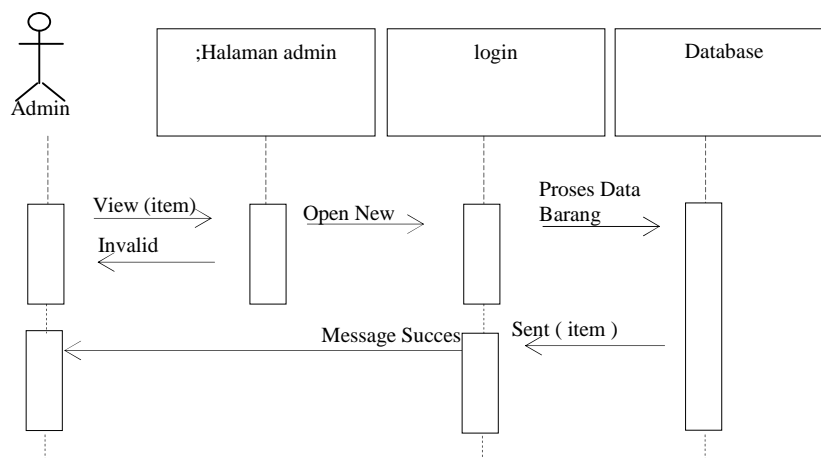 ;Halaman admin
login
Database
Admin
View (item)
Open New
Proses Data
Barang
Invalid
Message Succes
Sent ( item )